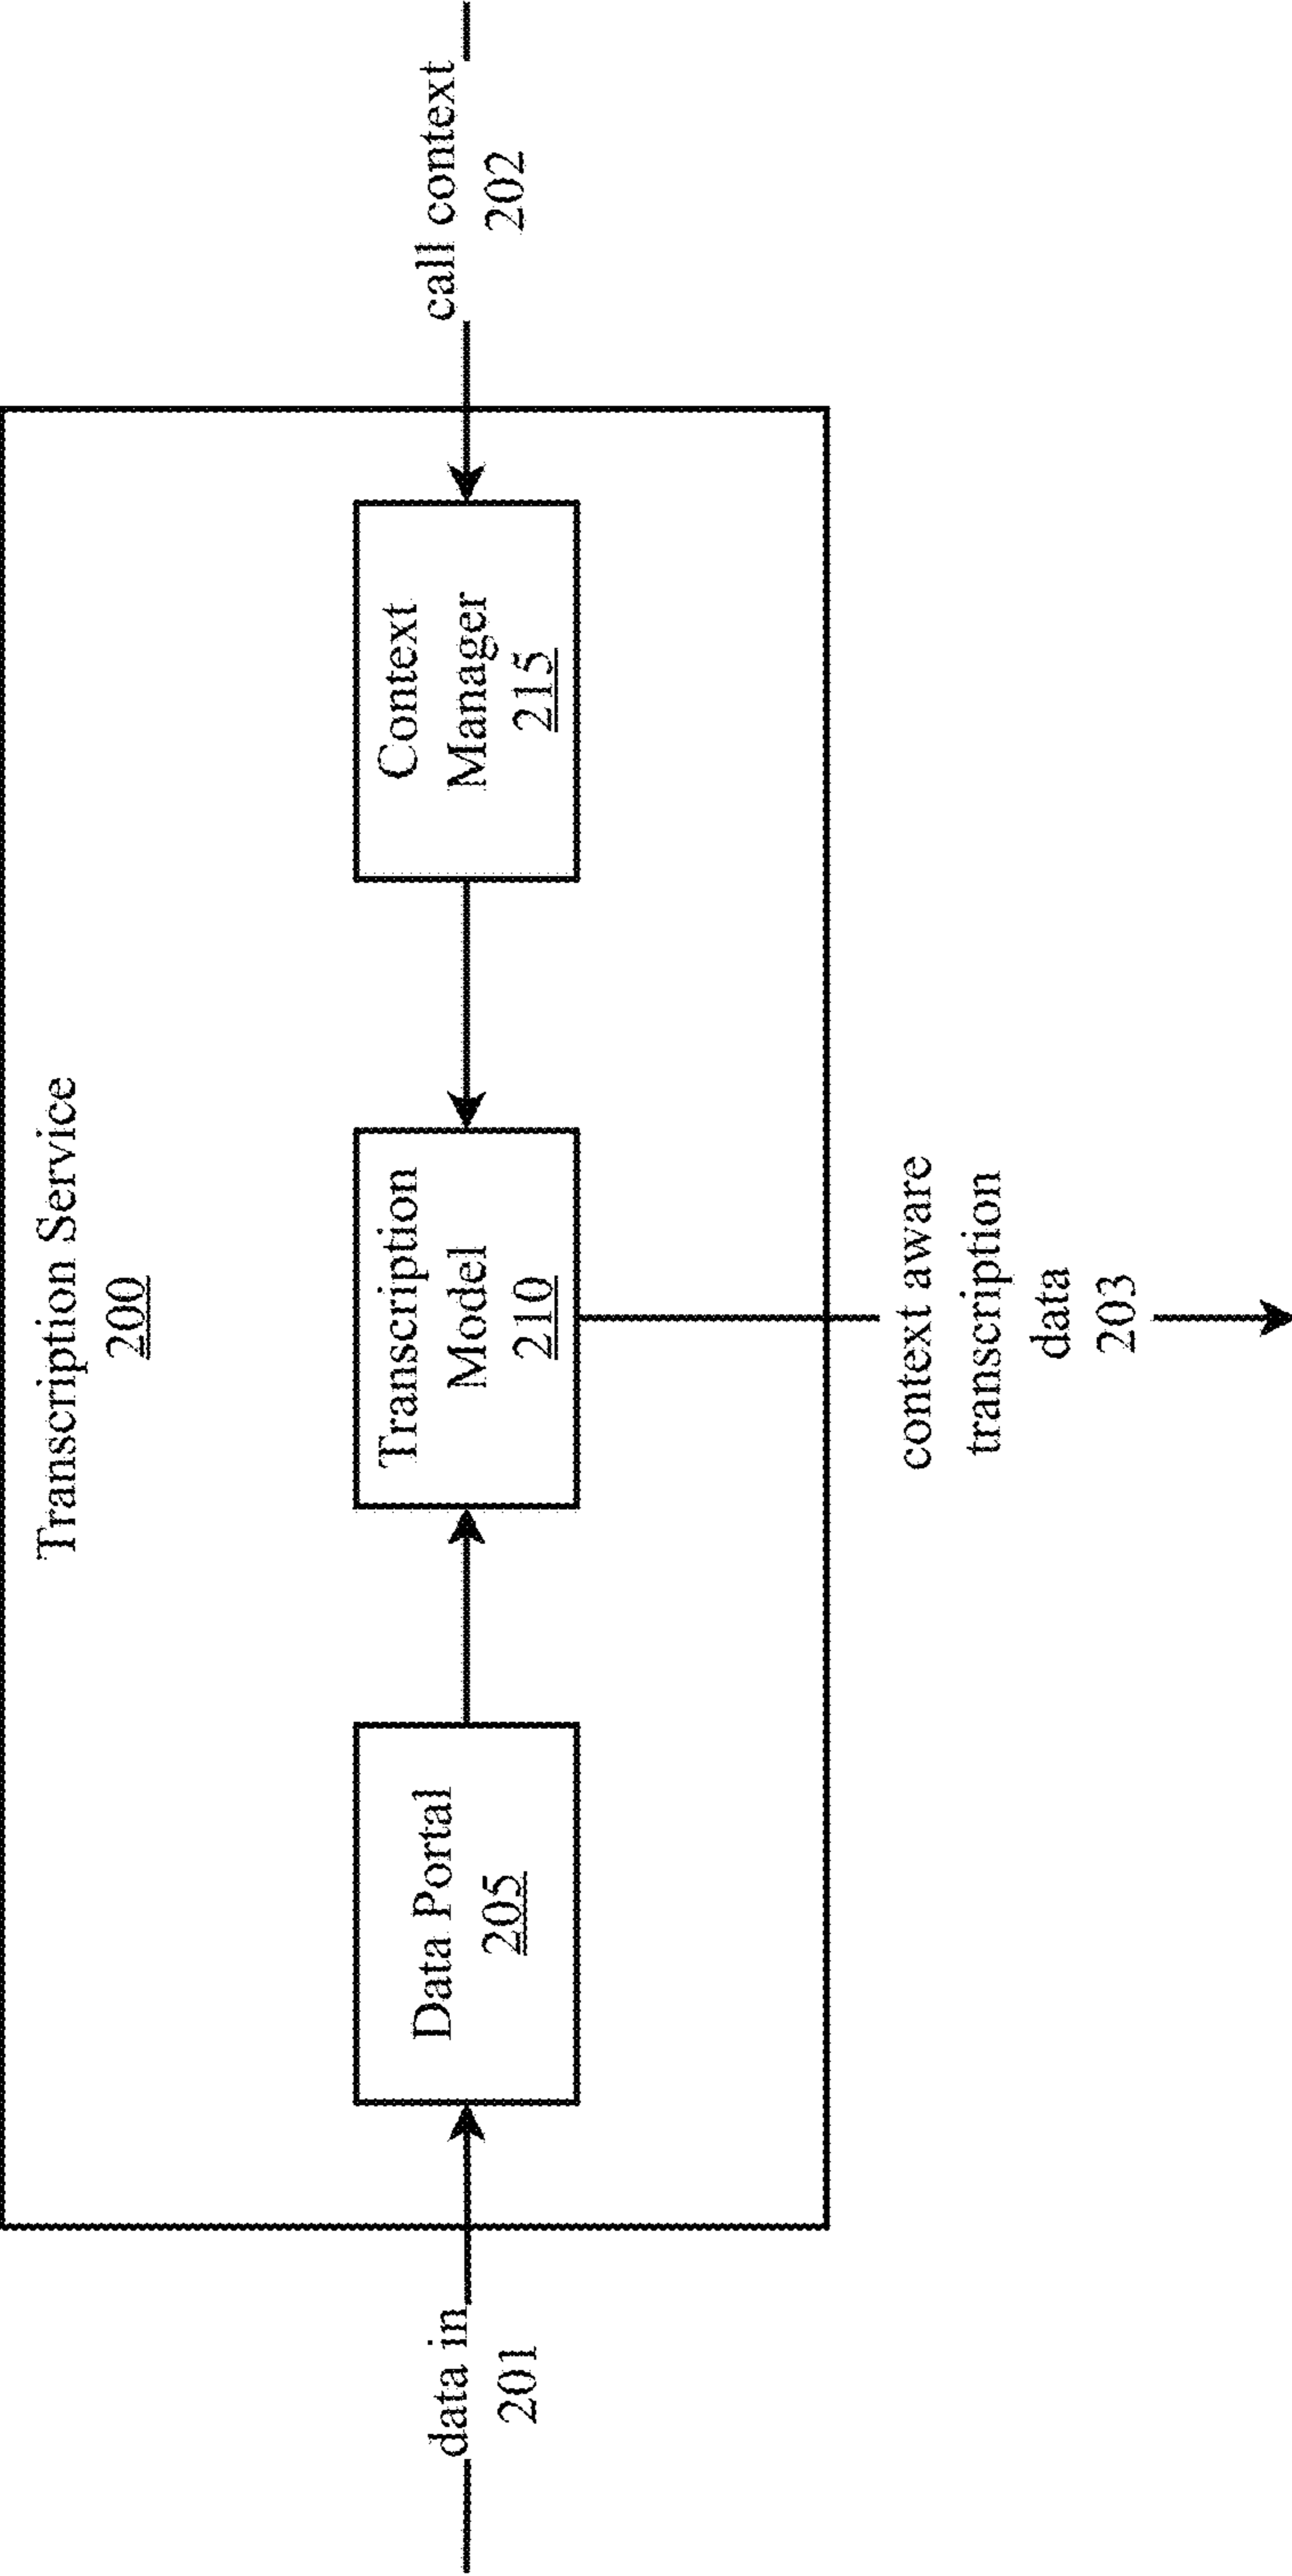 Transcription Service
200
data in
201
Data Portal
205
Transcription
Model
210
Context
Manager
215
call context
202
context aware
transcription
data
203